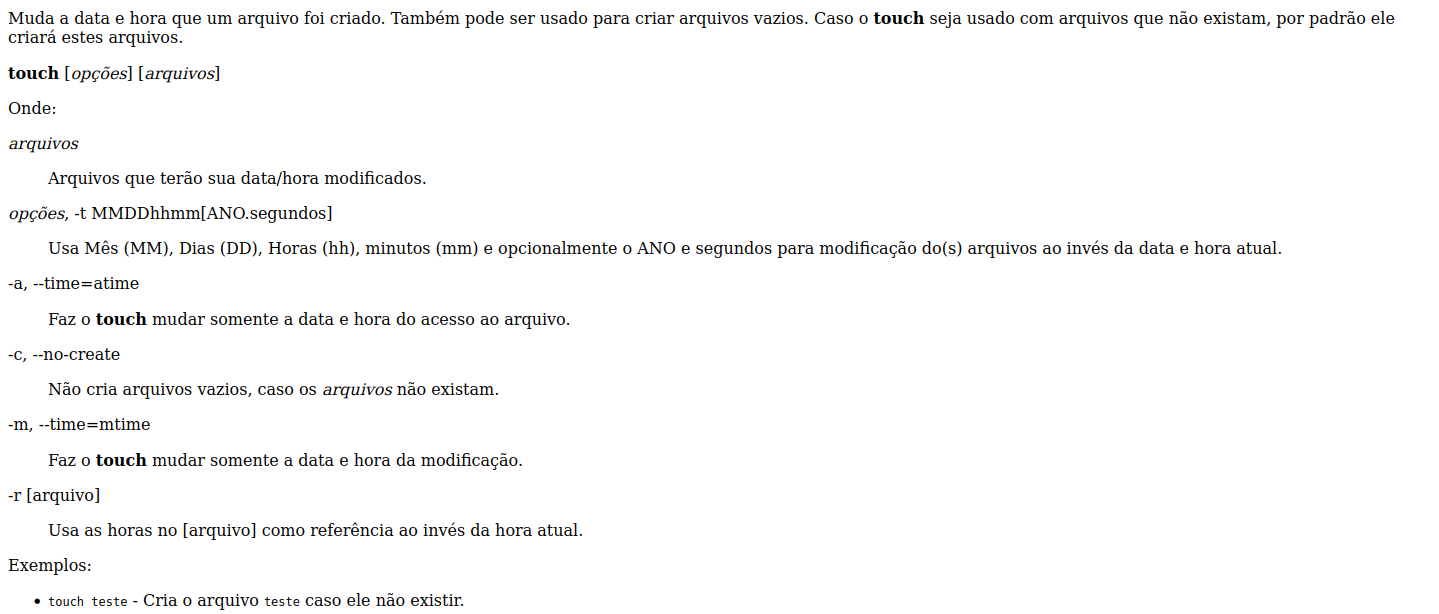 Muda a data e hora que um arquivo foi criado. Também pode ser usado para criar arquivos vazios. Caso o touch seja usado com arquivos que não existam, por padrão ele
criará estes arquivos.
touch [opções] [arquivos]
Onde:
arquivos
Arquivos que terão sua data/hora modificados.
opções, -t MMDDhhmm[ANO.segundos]
Usa Mês (MM), Dias (DD), Horas (hh), minutos (mm) e opcionalmente o ANO e segundos para modificação do(s) arquivos ao invés da data e hora atual.
-a, --time=atime
Faz o touch mudar somente a data e hora do acesso ao arquivo.
-c, --no-create
Não cria arquivos vazios, caso os arquivos não existam.
-m, --time=mtime
Faz o touch mudar somente a data e hora da modificação.
-r [arquivo]
Usa as horas no [arquivo] como referência ao invés da hora atual.
Exemplos:
• touch teste - Cria o arquivo teste caso ele não existir.